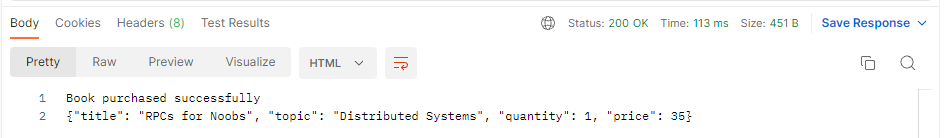 Body Cookies Headers (8) Test Results Status: 200 OK Time: 113 ms Size: 451 B Save Response
Pretty Raw Preview Visualize HTML
1 Book purchased successfully
2 {"title": "RPCs for Noobs", "topic": "Distributed Systems", "quantity": 1, "price": 35}